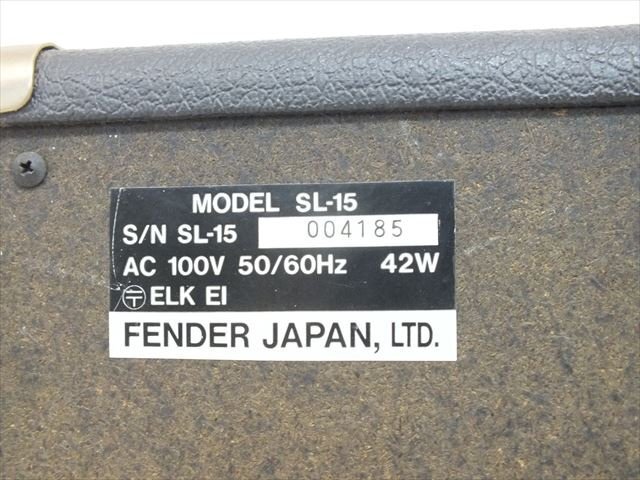 MODEL SL-15
S/N SL-15 004185
AC 100V 50/60Hz 42W
〶 ELK EI
FENDER JAPAN, LTD.